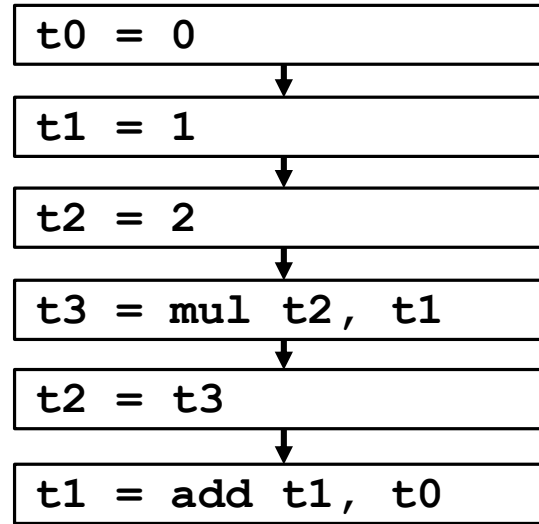 t0 = 0
t1 = 1
t2 = 2
t3 = mul t2, t1
t2 = t3
t1 = add t1, t0